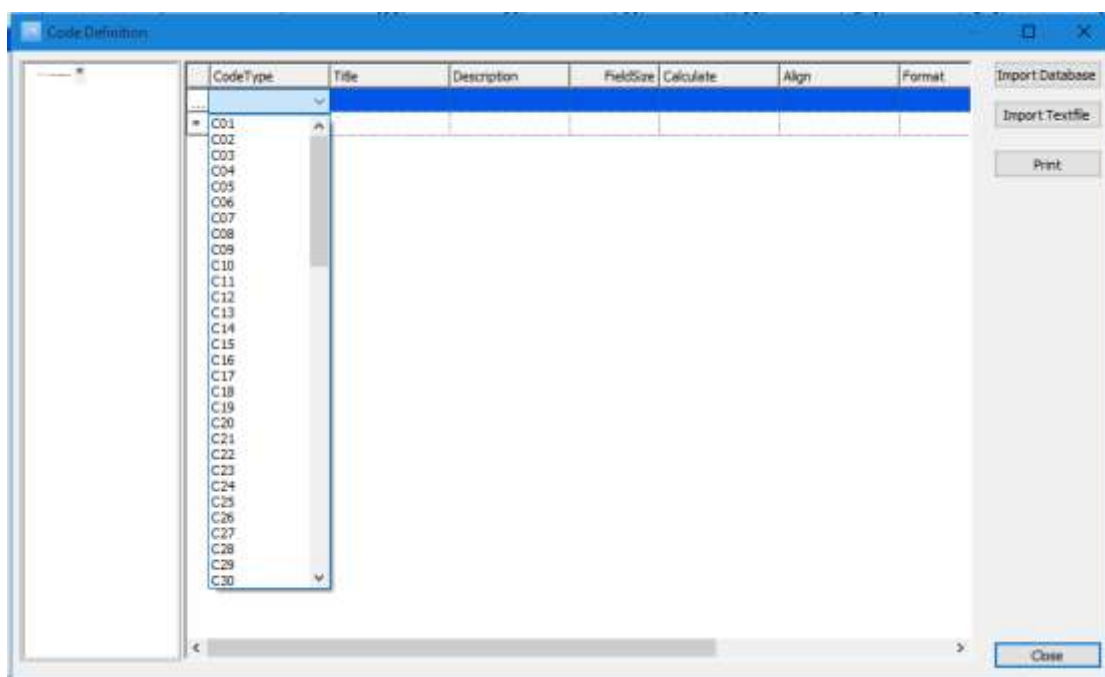 Code Definition
CodeType Title Description FieldSize Calculate Align Format
Import Database
Import Textfile
Print
...
*
C01
C02
C03
C04
C05
C06
C07
C08
C09
C10
C11
C12
C13
C14
C15
C16
C17
C18
C19
C20
C21
C22
C23
C24
C25
C26
C27
C28
C29
C30
Close